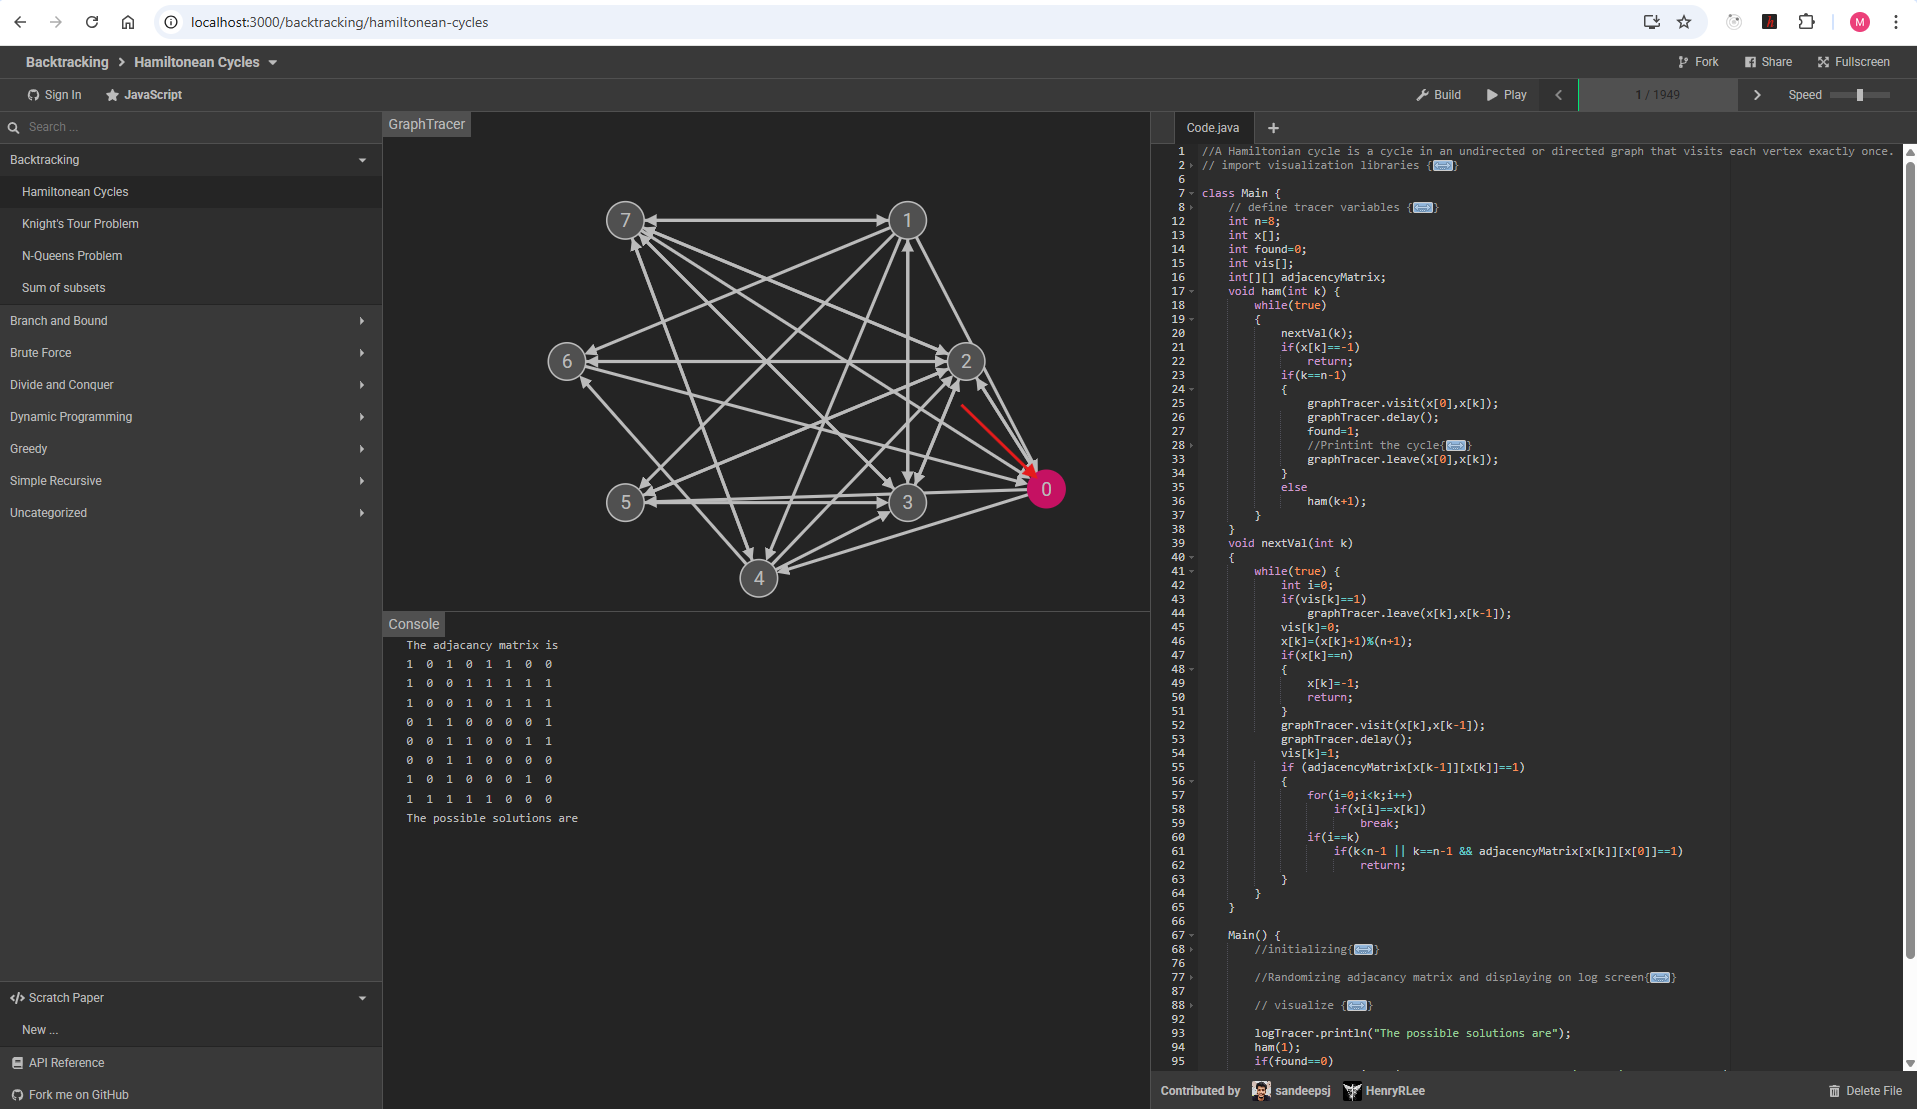 localhost:3000/backtracking/hamiltonean-cycles
M
Backtracking > Hamiltonean Cycles
Fork Share Fullscreen
Sign In JavaScript
Build Play 1 / 1949 Speed
Search ...
Backtracking
Hamiltonean Cycles
Knight's Tour Problem
N-Queens Problem
Sum of subsets
Branch and Bound
Brute Force
Divide and Conquer
Dynamic Programming
Greedy
Simple Recursive
Uncategorized
</> Scratch Paper
New ...
API Reference
Fork me on GitHub
GraphTracer
7 1
6 2
0
5 3
4
Console
The adjacancy matrix is
1 0 1 0 1 1 0 0
1 0 0 1 1 1 1 1
1 0 0 1 0 1 1 1
0 1 1 0 0 0 0 1
0 0 1 1 0 0 1 1
0 0 1 1 0 0 0 0
1 0 1 0 0 0 1 0
1 1 1 1 1 0 0 0
The possible solutions are
Code.java +
1 //A Hamiltonian cycle is a cycle in an undirected or directed graph that visits each vertex exactly once.
2 // import visualization libraries {}
6
7 class Main {
8 // define tracer variables {}
12 int n=8;
13 int x[];
14 int found=0;
15 int vis[];
16 int[][] adjacencyMatrix;
17 void ham(int k) {
18 while(true)
19 {
20 nextVal(k);
21 if(x[k]==-1)
22 return;
23 if(k==n-1)
24 {
25 graphTracer.visit(x[0],x[k]);
26 graphTracer.delay();
27 found=1;
28 //Printint the cycle{}
33 graphTracer.leave(x[0],x[k]);
34 }
35 else
36 ham(k+1);
37 }
38 }
39 void nextVal(int k)
40 {
41 while(true) {
42 int i=0;
43 if(vis[k]==1)
44 graphTracer.leave(x[k],x[k-1]);
45 vis[k]=0;
46 x[k]=(x[k]+1)%(n+1);
47 if(x[k]==n)
48 {
49 x[k]=-1;
50 return;
51 }
52 graphTracer.visit(x[k],x[k-1]);
53 graphTracer.delay();
54 vis[k]=1;
55 if (adjacencyMatrix[x[k-1]][x[k]]==1)
56 {
57 for(i=0;i<k;i++)
58 if(x[i]==x[k])
59 break;
60 if(i==k)
61 if(k<n-1 || k==n-1 && adjacencyMatrix[x[k]][x[0]]==1)
62 return;
63 }
64 }
65 }
66
67 Main() {
68 //initializing{}
76
77 //Randomizing adjacancy matrix and displaying on log screen{}
87
88 // visualize {}
92
93 logTracer.println("The possible solutions are");
94 ham(1);
95 if(found==0)
Contributed by sandeepsj HenryRLee
Delete File